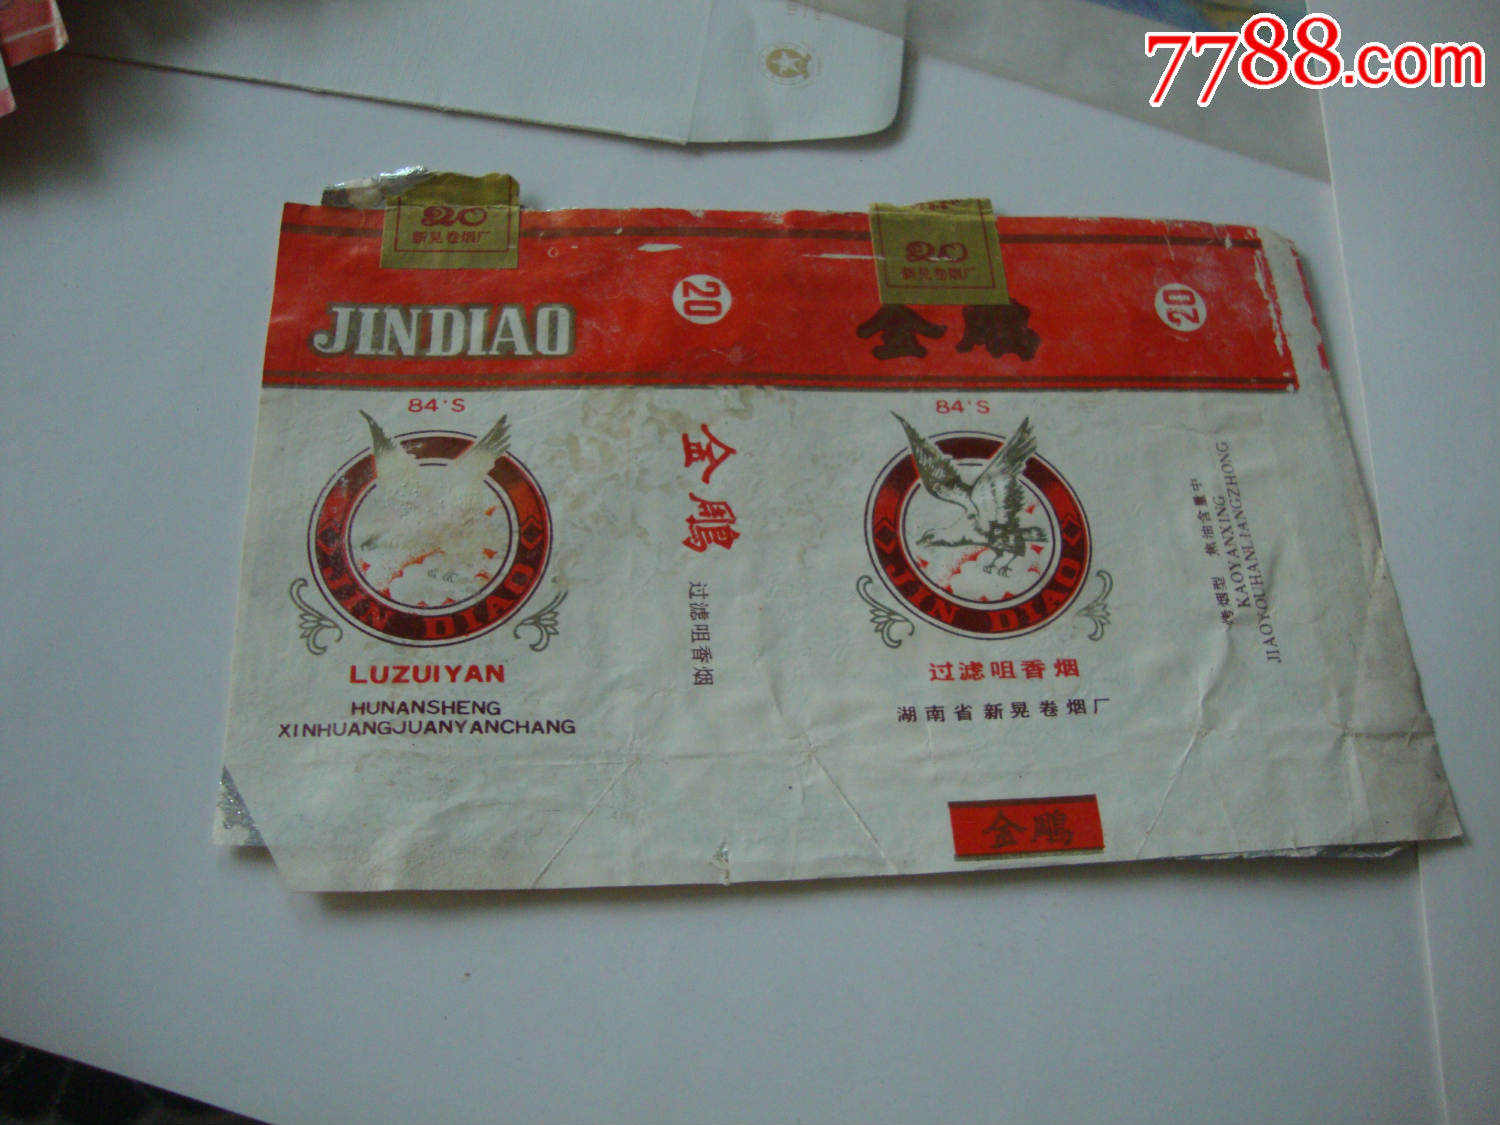 7788.com
20
新晃卷烟厂
20
新晃卷烟厂
JINDIAO
20
金雕
20
84'S
84'S
JIN DIAO
JIN DIAO
LUZUIYAN
HUNANSHENG
XINHUANGJUANYANCHANG
金雕
过滤咀香烟
过滤咀香烟
湖南省新晃卷烟厂
烤烟型 焦油含量中
KAOYANXING
JIAOYOUHANLIANGZHONG
金雕